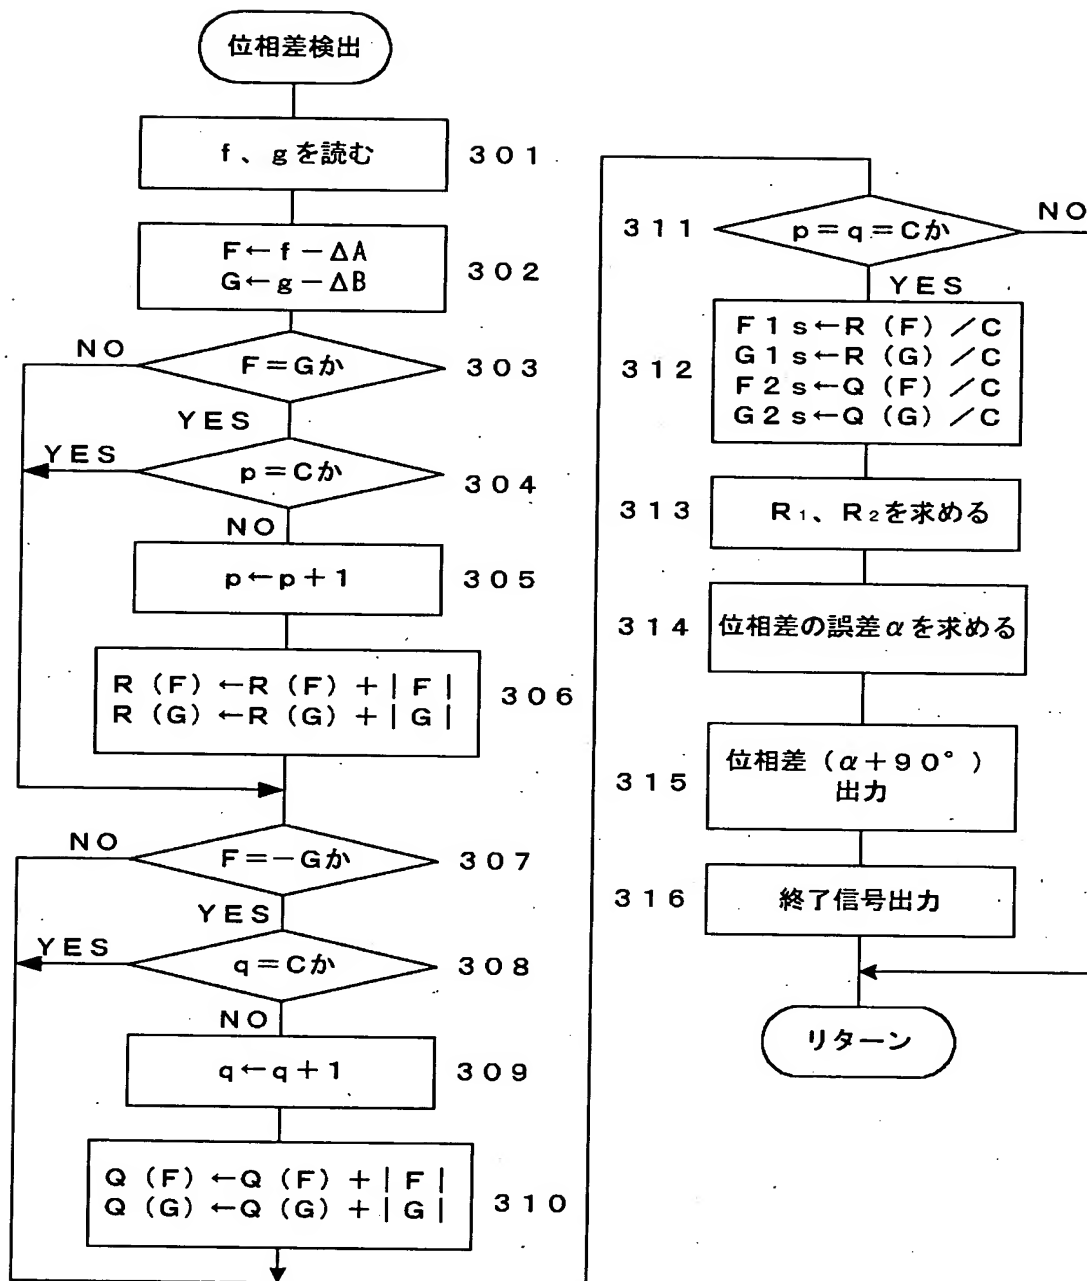 位相差検出
f、gを読む
301
F←f-ΔA
G←g-ΔB
302
NO
F=Gか
303
YES
YES
p=Cか
304
NO
p←p+1
305
R(F)←R(F)+|F|
R(G)←R(G)+|G|
306
NO
F=-Gか
307
YES
YES
q=Cか
308
NO
q←q+1
309
Q(F)←Q(F)+|F|
Q(G)←Q(G)+|G|
310
311
p=q=Cか
NO
YES
F1s←R(F)/C
G1s←R(G)/C
F2s←Q(F)/C
G2s←Q(G)/C
312
313
R₁、R₂を求める
314
位相差の誤差αを求める
315
位相差(α+90°)
出力
316
終了信号出力
リターン